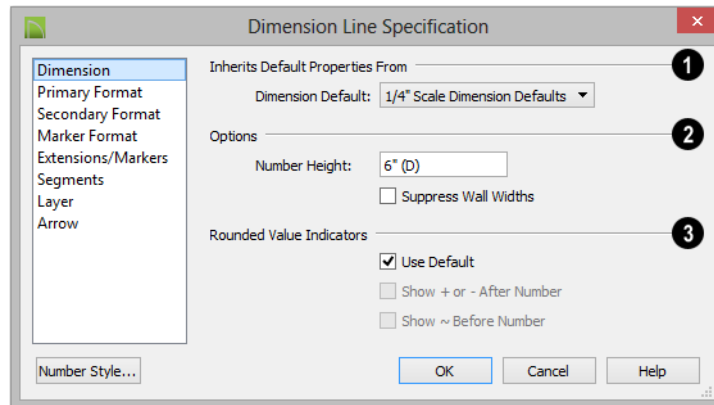 Dimension Line Specification
×
Dimension
Primary Format
Secondary Format
Marker Format
Extensions/Markers
Segments
Layer
Arrow
Inherits Default Properties From
1
Dimension Default: 1/4" Scale Dimension Defaults
Options
2
Number Height: 6" (D)
Suppress Wall Widths
Rounded Value Indicators
3
Use Default
Show + or - After Number
Show ~ Before Number
Number Style...
OK
Cancel
Help